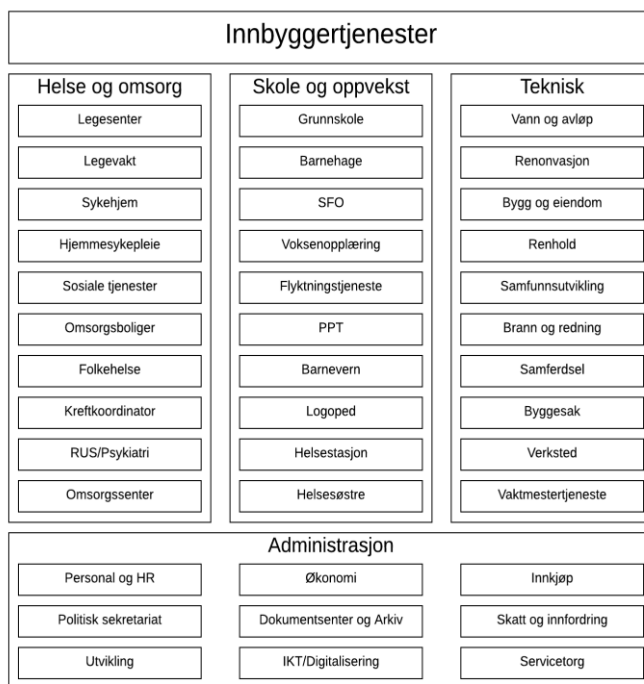 Innbyggertjenester
Helse og omsorg
Legesenter
Legevakt
Sykehjem
Hjemmesykepleie
Sosiale tjenester
Omsorgsboliger
Folkehelse
Kreftkoordinator
RUS/Psykiatri
Omsorgssenter
Skole og oppvekst
Grunnskole
Barnehage
SFO
Voksenopplæring
Flyktningstjeneste
PPT
Barnevern
Logoped
Helsestasjon
Helsesøstre
Teknisk
Vann og avløp
Renonvasjon
Bygg og eiendom
Renhold
Samfunnsutvikling
Brann og redning
Samferdsel
Byggesak
Verksted
Vaktmestertjeneste
Administrasjon
Personal og HR
Økonomi
Innkjøp
Politisk sekretariat
Dokumentsenter og Arkiv
Skatt og innfordring
Utvikling
IKT/Digitalisering
Servicetorg